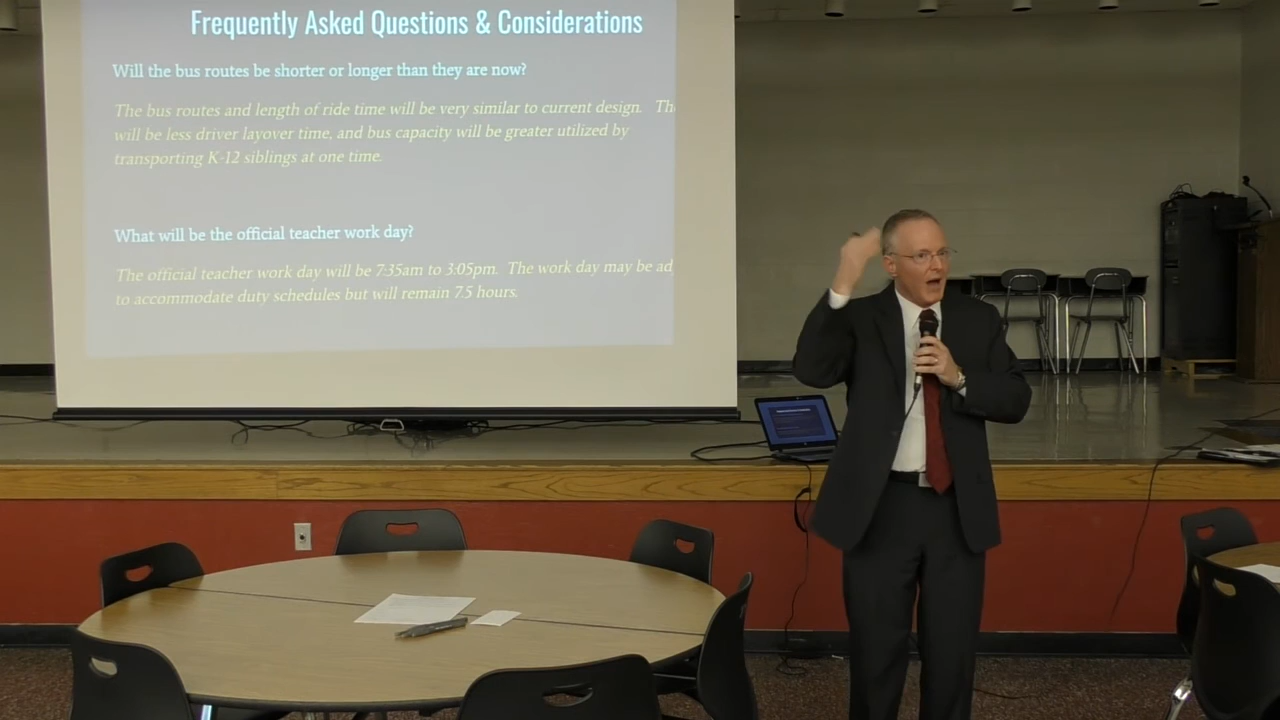 Frequently Asked Questions & Considerations
Will the bus routes be shorter or longer than they are now?
The bus routes and length of ride time will be very similar to current design. Th
will be less driver layover time, and bus capacity will be greater utilized by
transporting K-12 siblings at one time.
What will be the official teacher work day?
The official teacher work day will be 7:35am to 3:05pm. The work day may be ad
to accommodate duty schedules but will remain 7.5 hours.